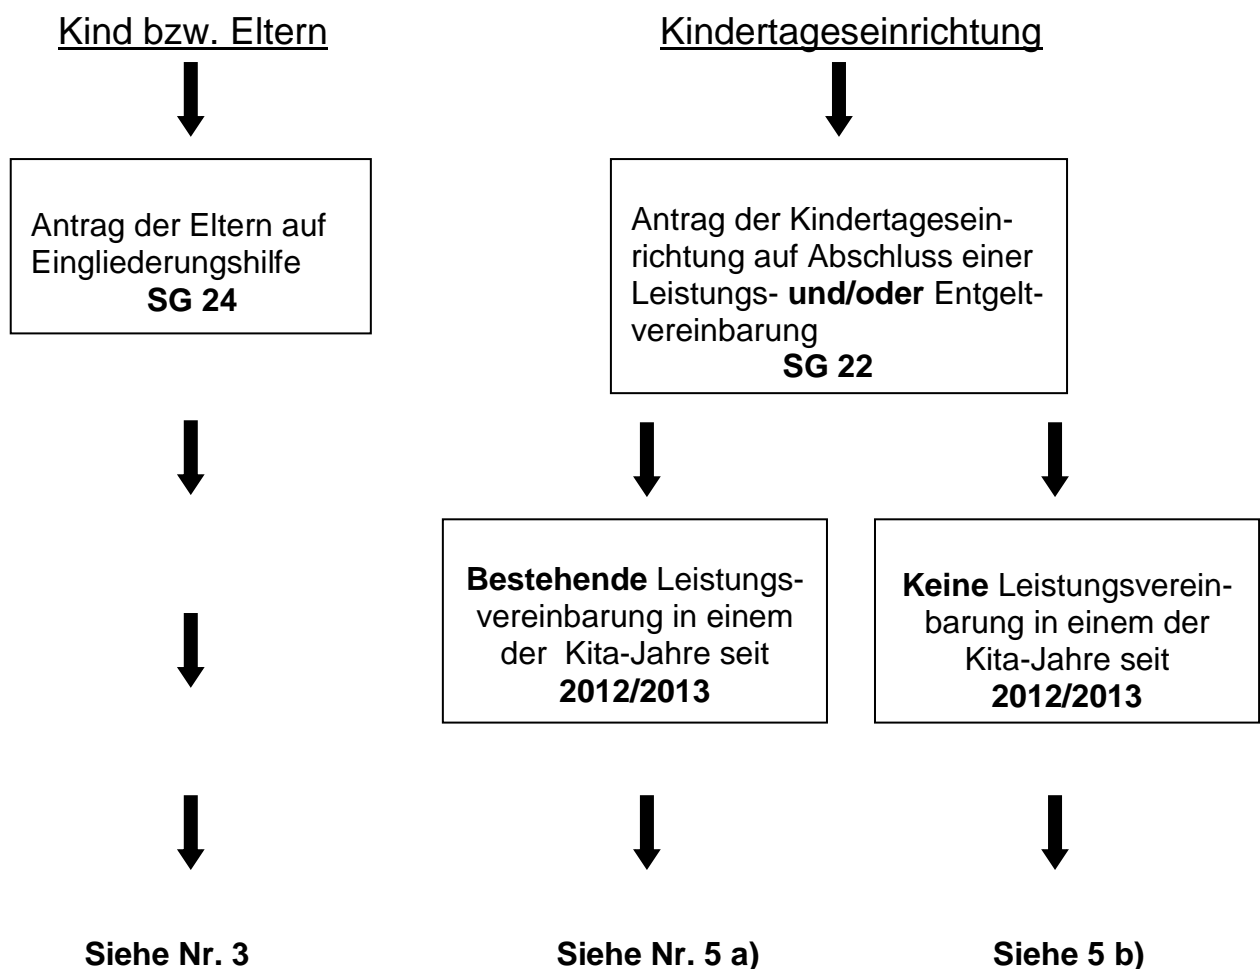 Kind bzw. Eltern
Kindertageseinrichtung
Antrag der Eltern auf
Eingliederungshilfe
SG 24
Antrag der Kindertagesein-
richtung auf Abschluss einer
Leistungs- und/oder Entgelt-
vereinbarung
SG 22
Bestehende Leistungs-
vereinbarung in einem
der Kita-Jahre seit
2012/2013
Keine Leistungsverein-
barung in einem der
Kita-Jahre seit
2012/2013
Siehe Nr. 3
Siehe Nr. 5 a)
Siehe 5 b)